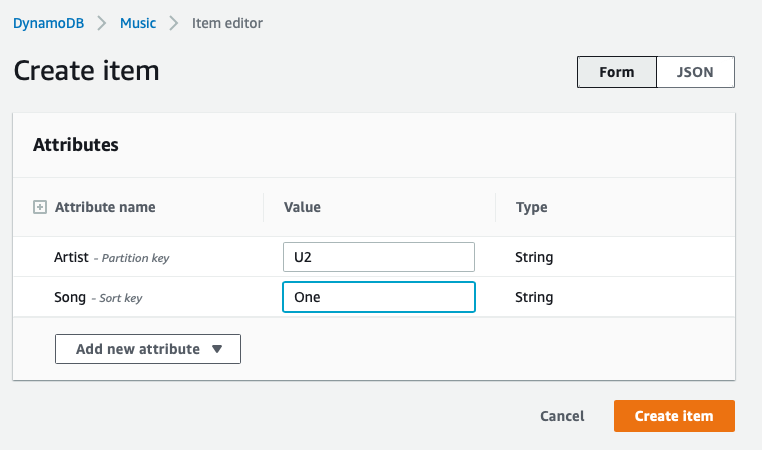 DynamoDB > Music > Item editor
Create item
Form JSON
Attributes
Attribute name Value Type
Artist - Partition key U2 String
Song - Sort key One String
Add new attribute ▼
Cancel Create item